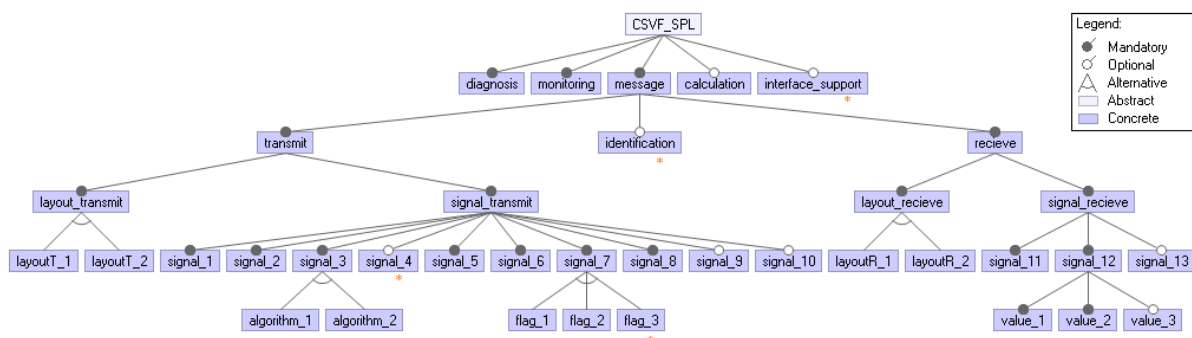 CSVF_SPL
Legend:
Mandatory
Optional
Alternative
Abstract
Concrete
diagnosis monitoring message calculation interface_support
*
transmit identification recieve
*
layout_transmit signal_transmit layout_recieve signal_recieve
layoutT_1 layoutT_2 signal_1 signal_2 signal_3 signal_4 signal_5 signal_6 signal_7 signal_8 signal_9 signal_10 layoutR_1 layoutR_2 signal_11 signal_12 signal_13
*
algorithm_1 algorithm_2 flag_1 flag_2 flag_3 value_1 value_2 value_3
*